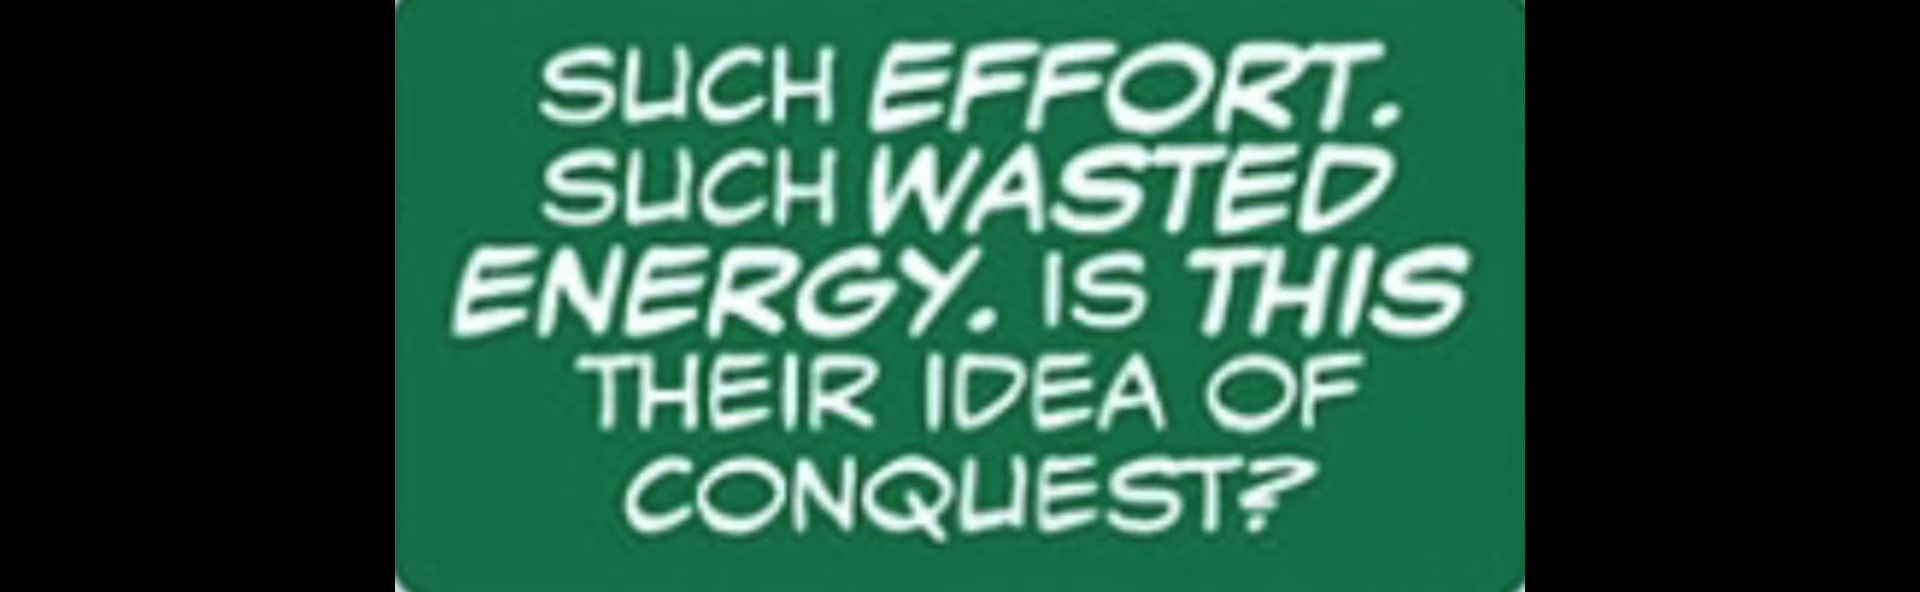 SUCH EFFORT.
SUCH WASTED
ENERGY. IS THIS
THEIR IDEA OF
CONQUEST?